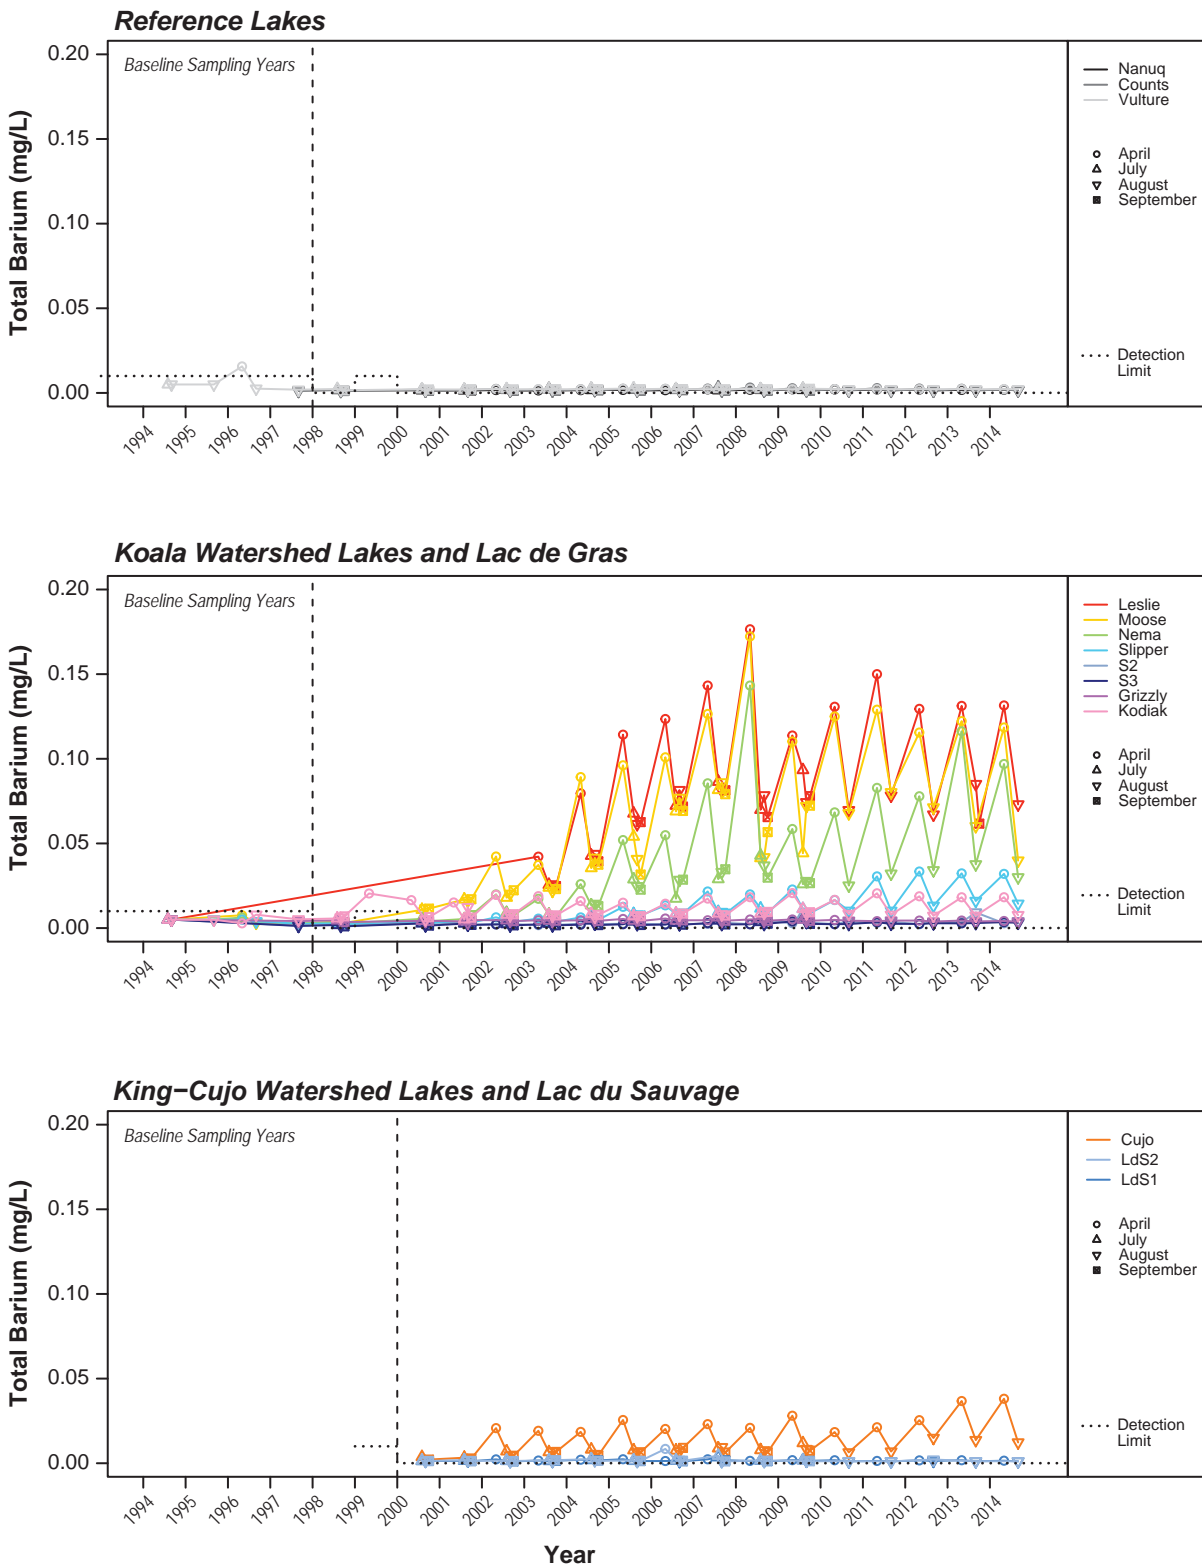 Reference Lakes
Baseline Sampling Years
Total Barium (mg/L)
0.20
0.15
0.10
0.05
0.00
1994
1995
1996
1997
1998
1999
2000
2001
2002
2003
2004
2005
2006
2007
2008
2009
2010
2011
2012
2013
2014
Nanuq
Counts
Vulture
April
July
August
September
Detection
Limit
Koala Watershed Lakes and Lac de Gras
Baseline Sampling Years
Total Barium (mg/L)
0.20
0.15
0.10
0.05
0.00
1994
1995
1996
1997
1998
1999
2000
2001
2002
2003
2004
2005
2006
2007
2008
2009
2010
2011
2012
2013
2014
Leslie
Moose
Nema
Slipper
S2
S3
Grizzly
Kodiak
April
July
August
September
Detection
Limit
King−Cujo Watershed Lakes and Lac du Sauvage
Baseline Sampling Years
Total Barium (mg/L)
0.20
0.15
0.10
0.05
0.00
1994
1995
1996
1997
1998
1999
2000
2001
2002
2003
2004
2005
2006
2007
2008
2009
2010
2011
2012
2013
2014
Cujo
LdS2
LdS1
April
July
August
September
Detection
Limit
Year